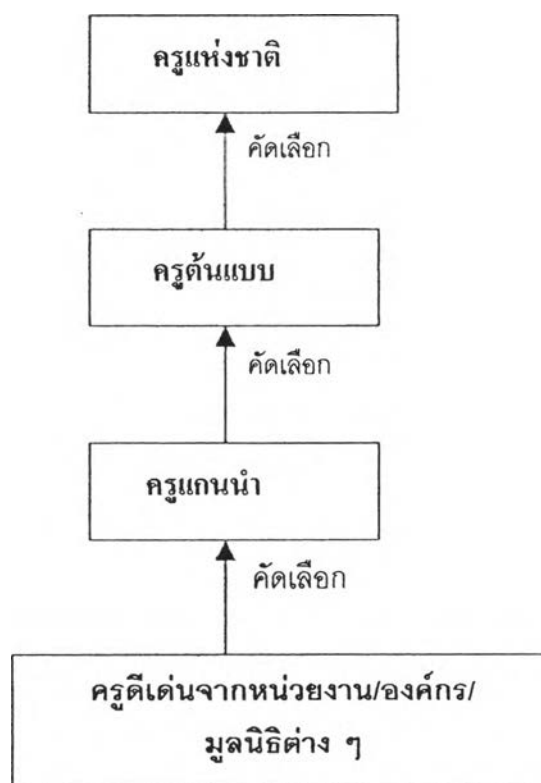 ครูแห่งชาติ
คัดเลือก
ครูต้นแบบ
คัดเลือก
ครูแกนนำ
คัดเลือก
ครูดีเด่นจากหน่วยงาน/องค์กร/
มูลนิธิต่าง ๆ